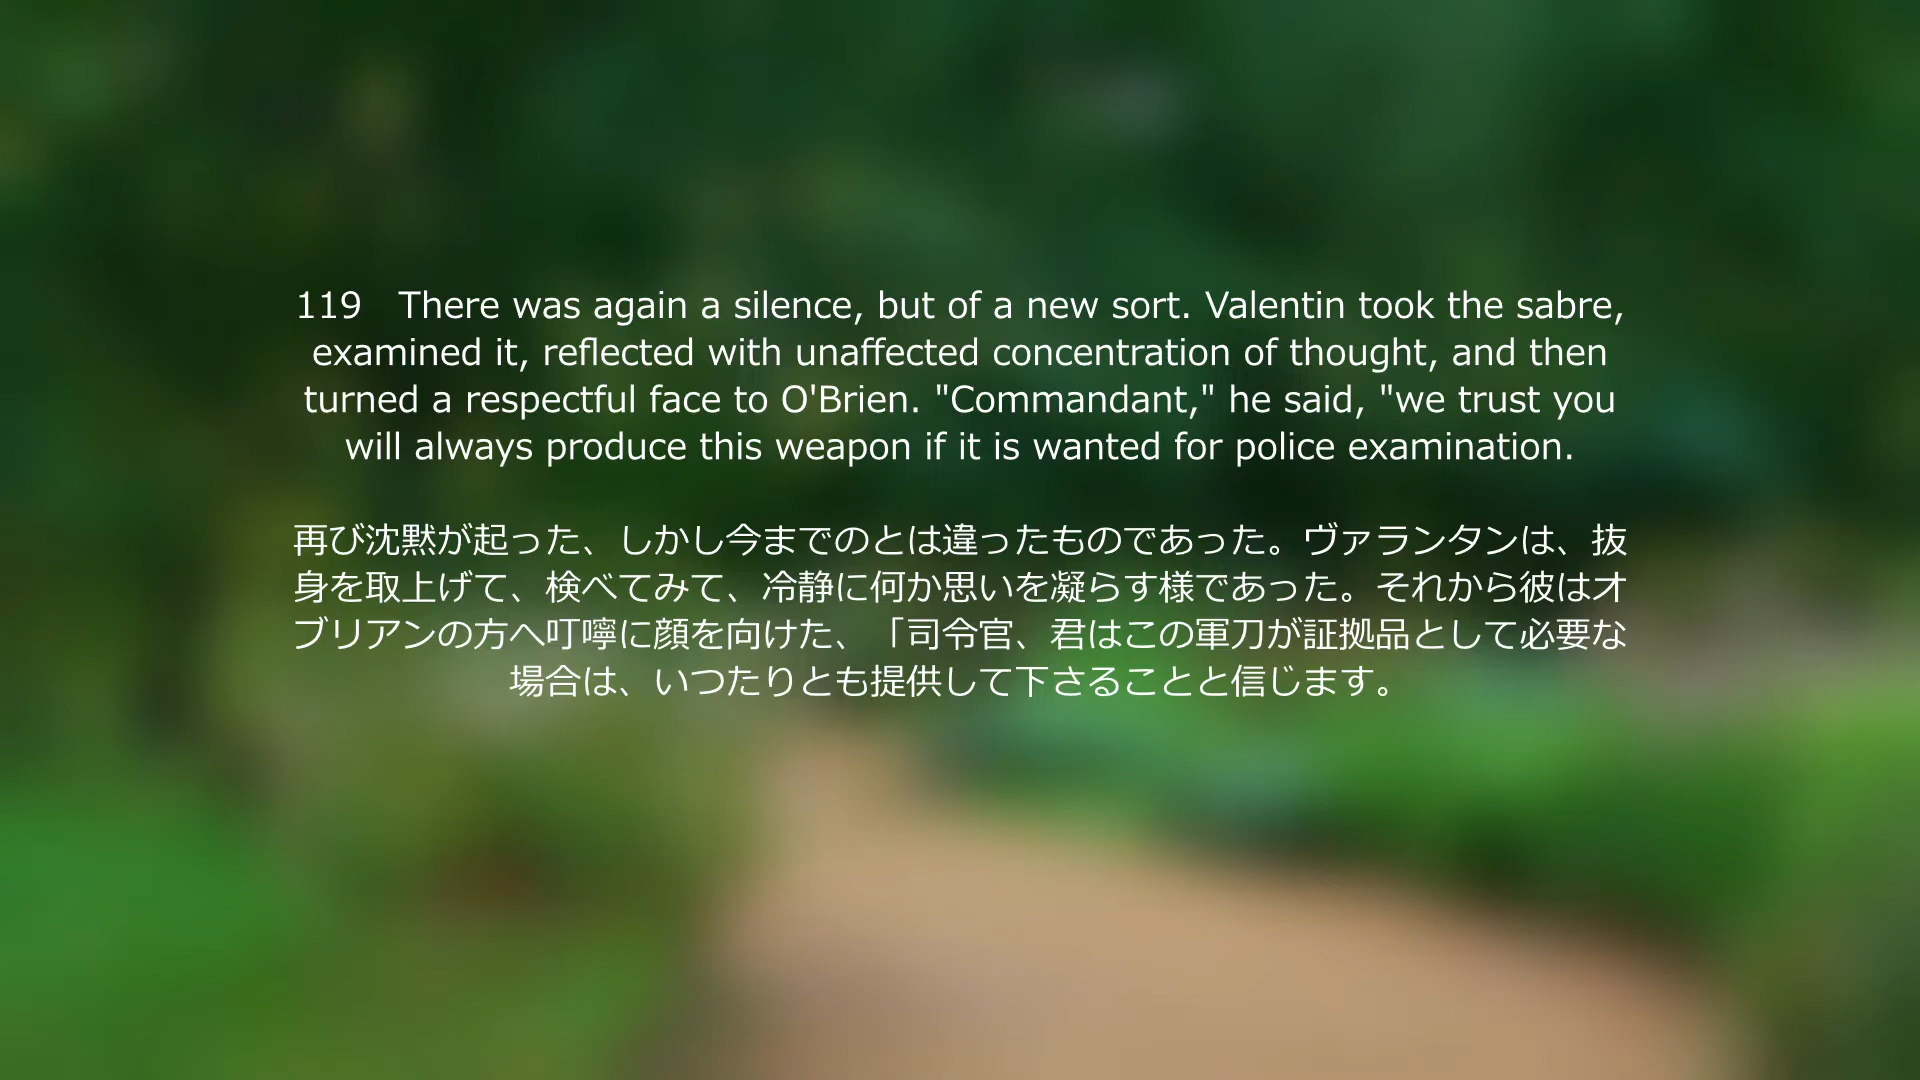 119　There was again a silence, but of a new sort. Valentin took the sabre,
examined it, reflected with unaffected concentration of thought, and then
turned a respectful face to O'Brien. "Commandant," he said, "we trust you
will always produce this weapon if it is wanted for police examination.
再び沈黙が起った、しかし今までのとは違ったものであった。ヴァランタンは、抜
身を取上げて、検べてみて、冷静に何か思いを凝らす様であった。それから彼はオ
ブリアンの方へ叮嚀に顔を向けた、「司令官、君はこの軍刀が証拠品として必要な
場合は、いつたりとも提供して下さることと信じます。